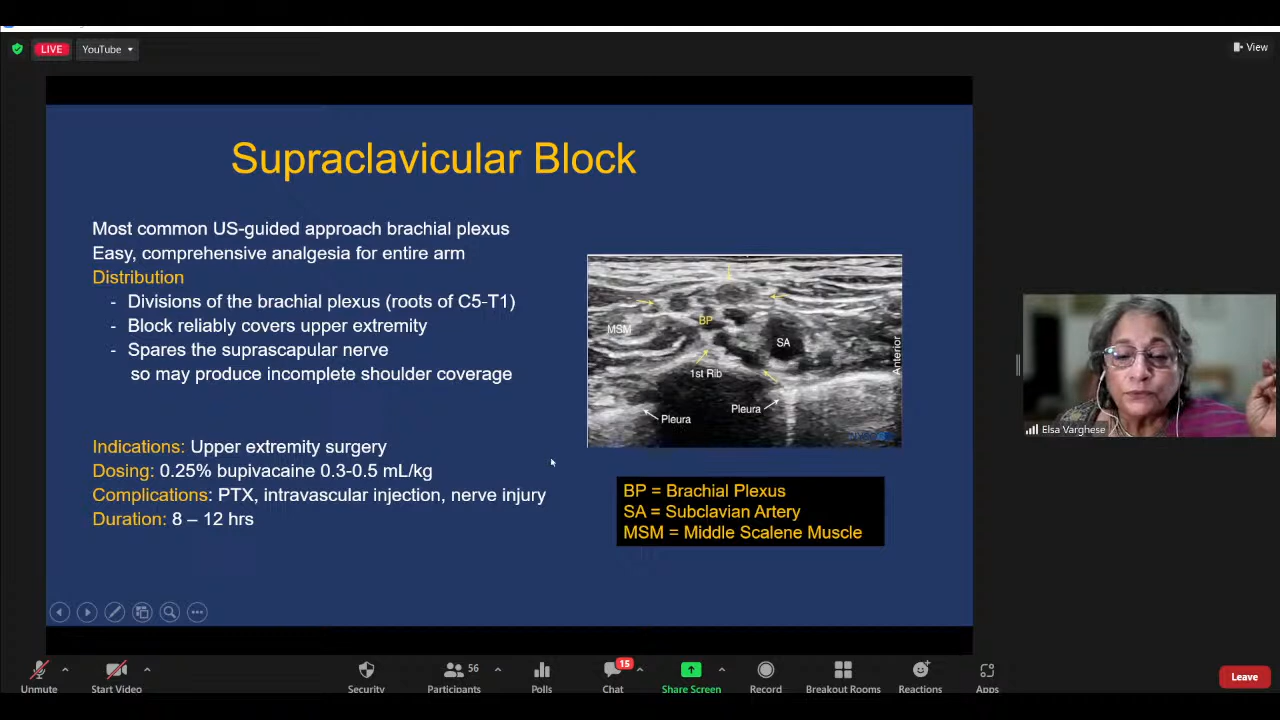 LIVE
YouTube
View
Supraclavicular Block
Most common US-guided approach brachial plexus
Easy, comprehensive analgesia for entire arm
Distribution
- Divisions of the brachial plexus (roots of C5-T1)
- Block reliably covers upper extremity
- Spares the suprascapular nerve
so may produce incomplete shoulder coverage
Indications: Upper extremity surgery
Dosing: 0.25% bupivacaine 0.3-0.5 mL/kg
Complications: PTX, intravascular injection, nerve injury
Duration: 8 – 12 hrs
BP
MSM
SA
Anterior
1st Rib
Pleura
Pleura
BP = Brachial Plexus
SA = Subclavian Artery
MSM = Middle Scalene Muscle
Elsa Varghese
Unmute
Start Video
Security
Participants
56
Polls
Chat
15
Share Screen
Record
Breakout Rooms
Reactions
Apps
Leave